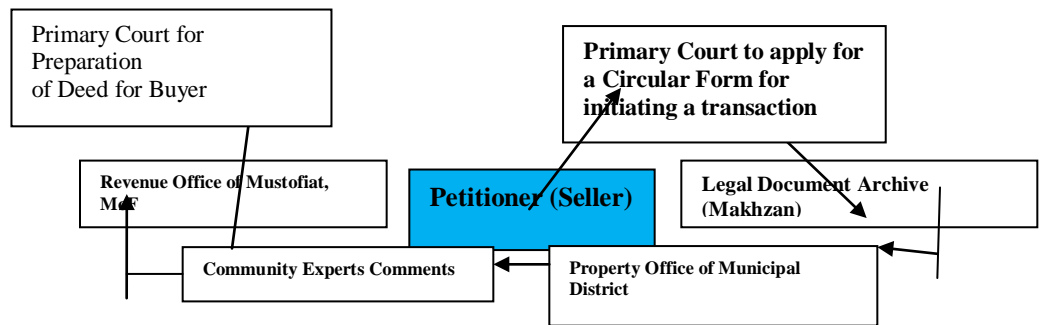 Primary Court for
Preparation
of Deed for Buyer
Primary Court to apply for
a Circular Form for
initiating a transaction
Revenue Office of Mustofiat,
MoF
Petitioner (Seller)
Legal Document Archive
(Makhzan)
Community Experts Comments
Property Office of Municipal
District